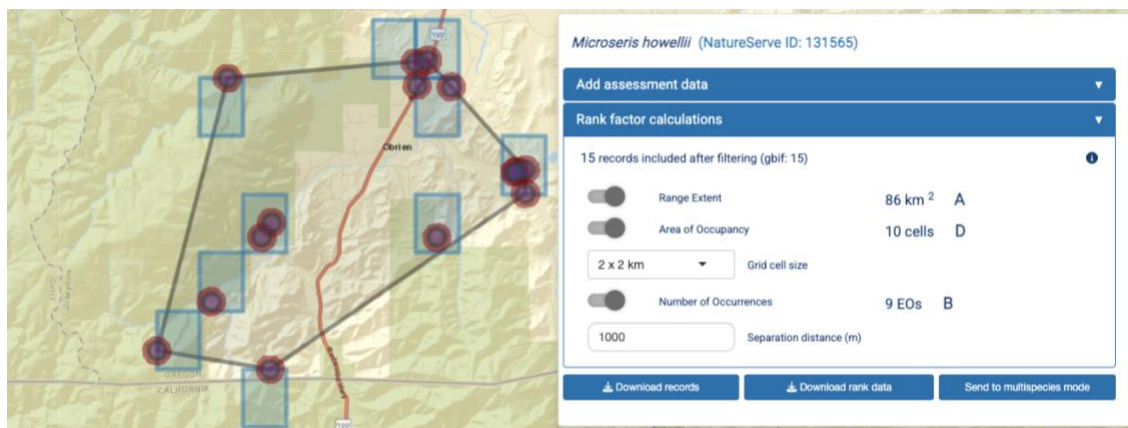 199
Obrien
OREGON
CALIFORNIA
199
Microseris howellii (NatureServe ID: 131565)
Add assessment data
Rank factor calculations
15 records included after filtering (gbif: 15)
Range Extent 86 km 2 A
Area of Occupancy 10 cells D
2 x 2 km Grid cell size
Number of Occurrences 9 EOs B
1000 Separation distance (m)
Download records Download rank data Send to multispecies mode